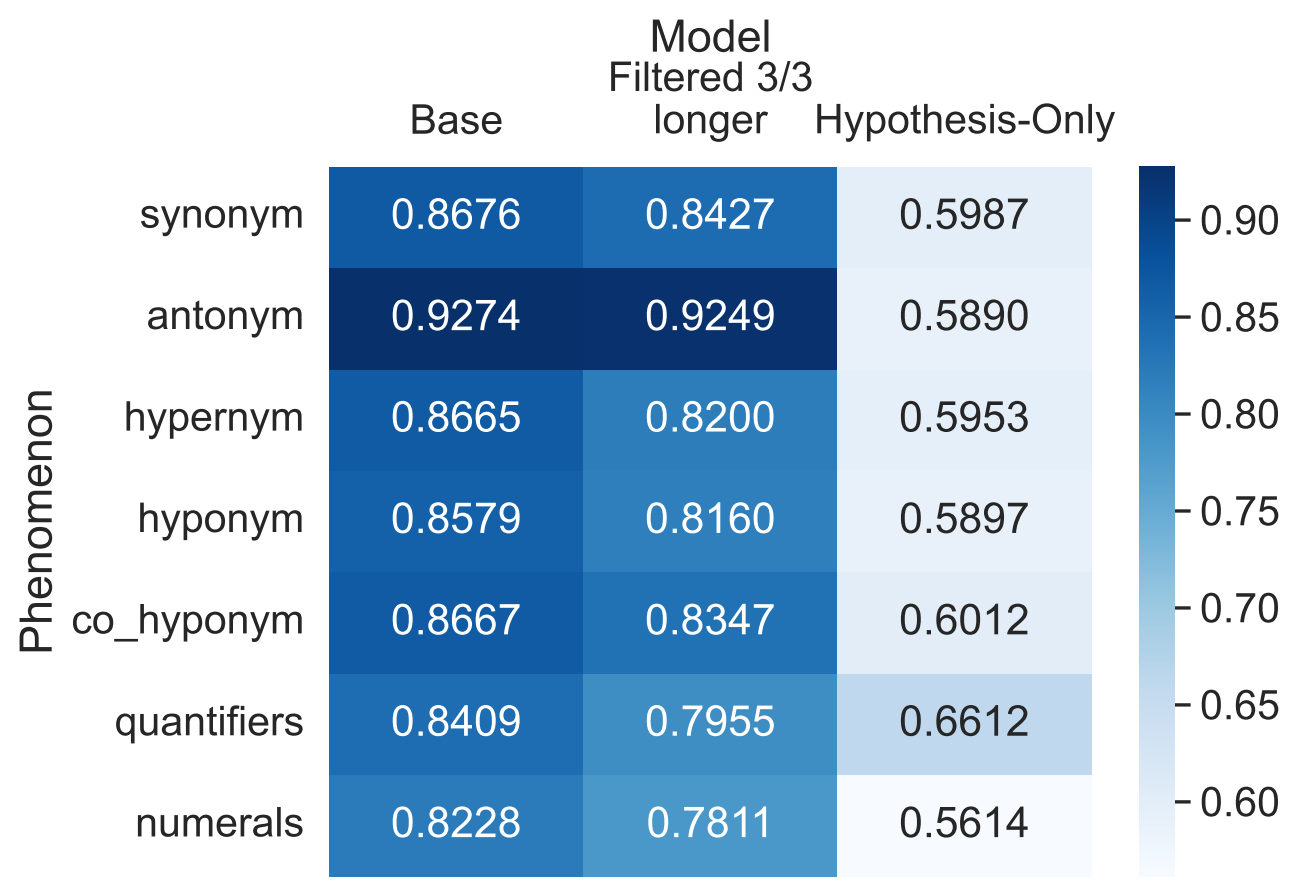 Model
Filtered 3/3
Base longer Hypothesis-Only
synonym 0.8676 0.8427 0.5987
antonym 0.9274 0.9249 0.5890
hypernym 0.8665 0.8200 0.5953
hyponym 0.8579 0.8160 0.5897
co_hyponym 0.8667 0.8347 0.6012
quantifiers 0.8409 0.7955 0.6612
numerals 0.8228 0.7811 0.5614
Phenomenon
0.90
0.85
0.80
0.75
0.70
0.65
0.60